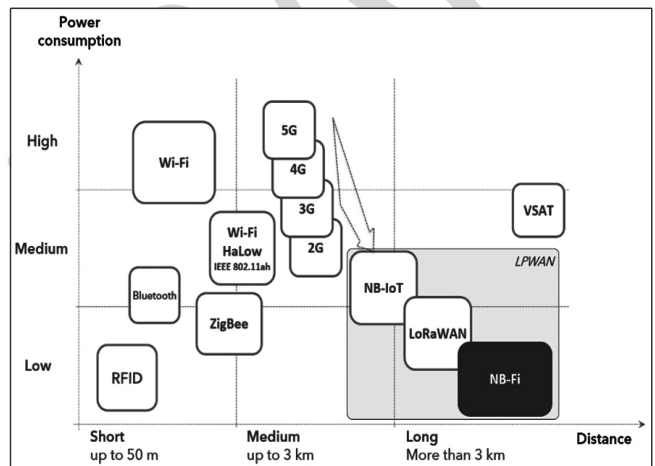 Power
consumption
High
Medium
Low
Wi-Fi
5G
4G
3G
2G
Wi-Fi
HaLow
IEEE 802.11ah
Bluetooth
ZigBee
RFID
VSAT
LPWAN
NB-IoT
LoRaWAN
NB-Fi
Short
up to 50 m
Medium
up to 3 km
Long
More than 3 km
Distance